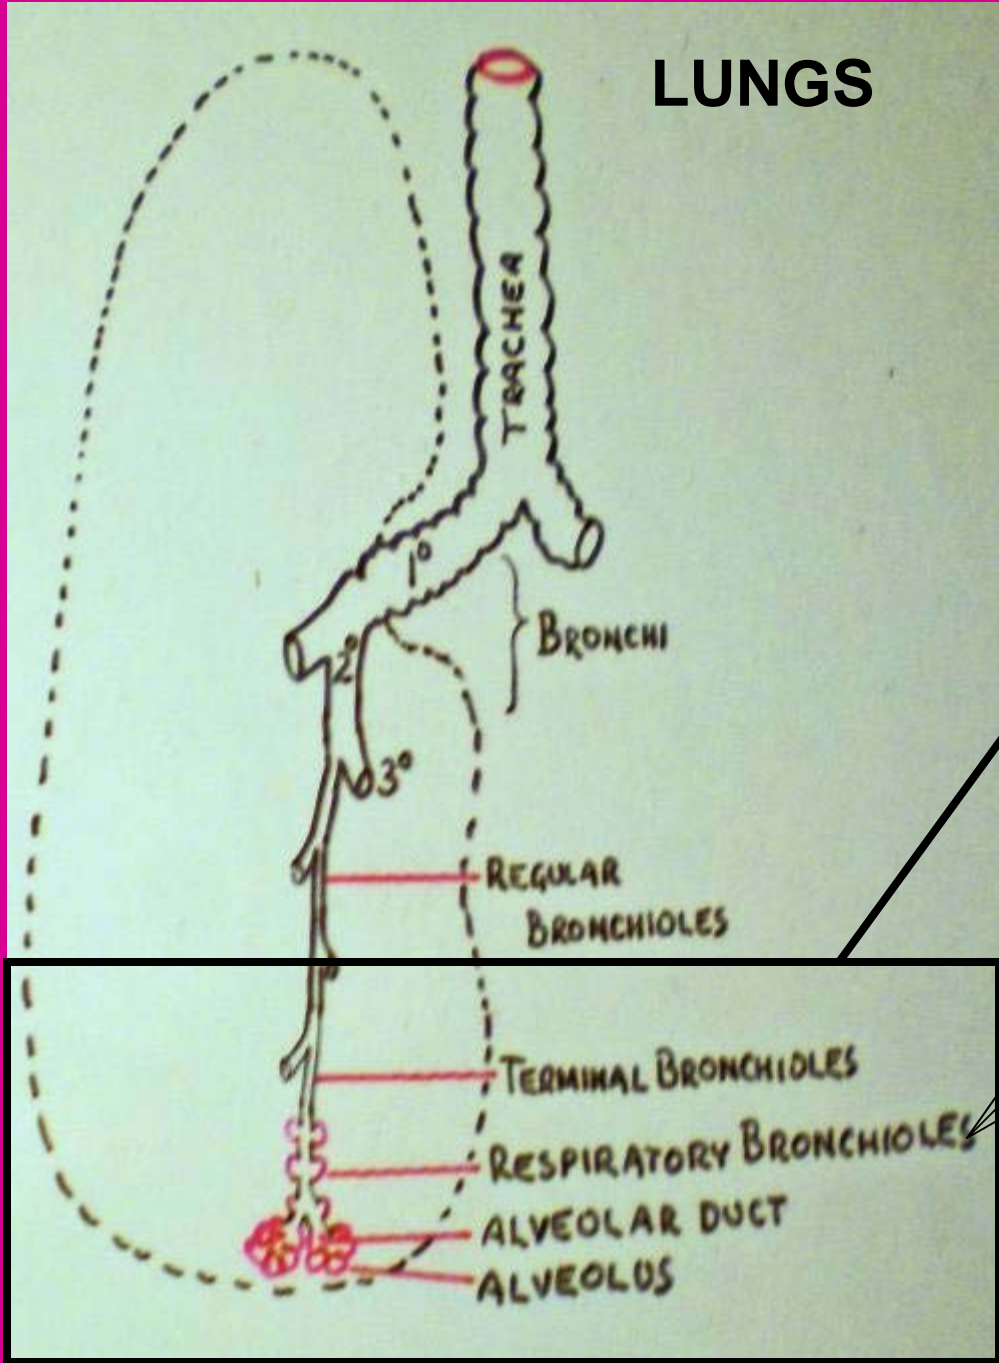 LUNGS
TRACHEA
1°
2°
BRONCHI
3°
REGULAR
BRONCHIOLES
TERMINAL BRONCHIOLES
RESPIRATORY BRONCHIOLES
ALVEOLAR DUCT
ALVEOLUS